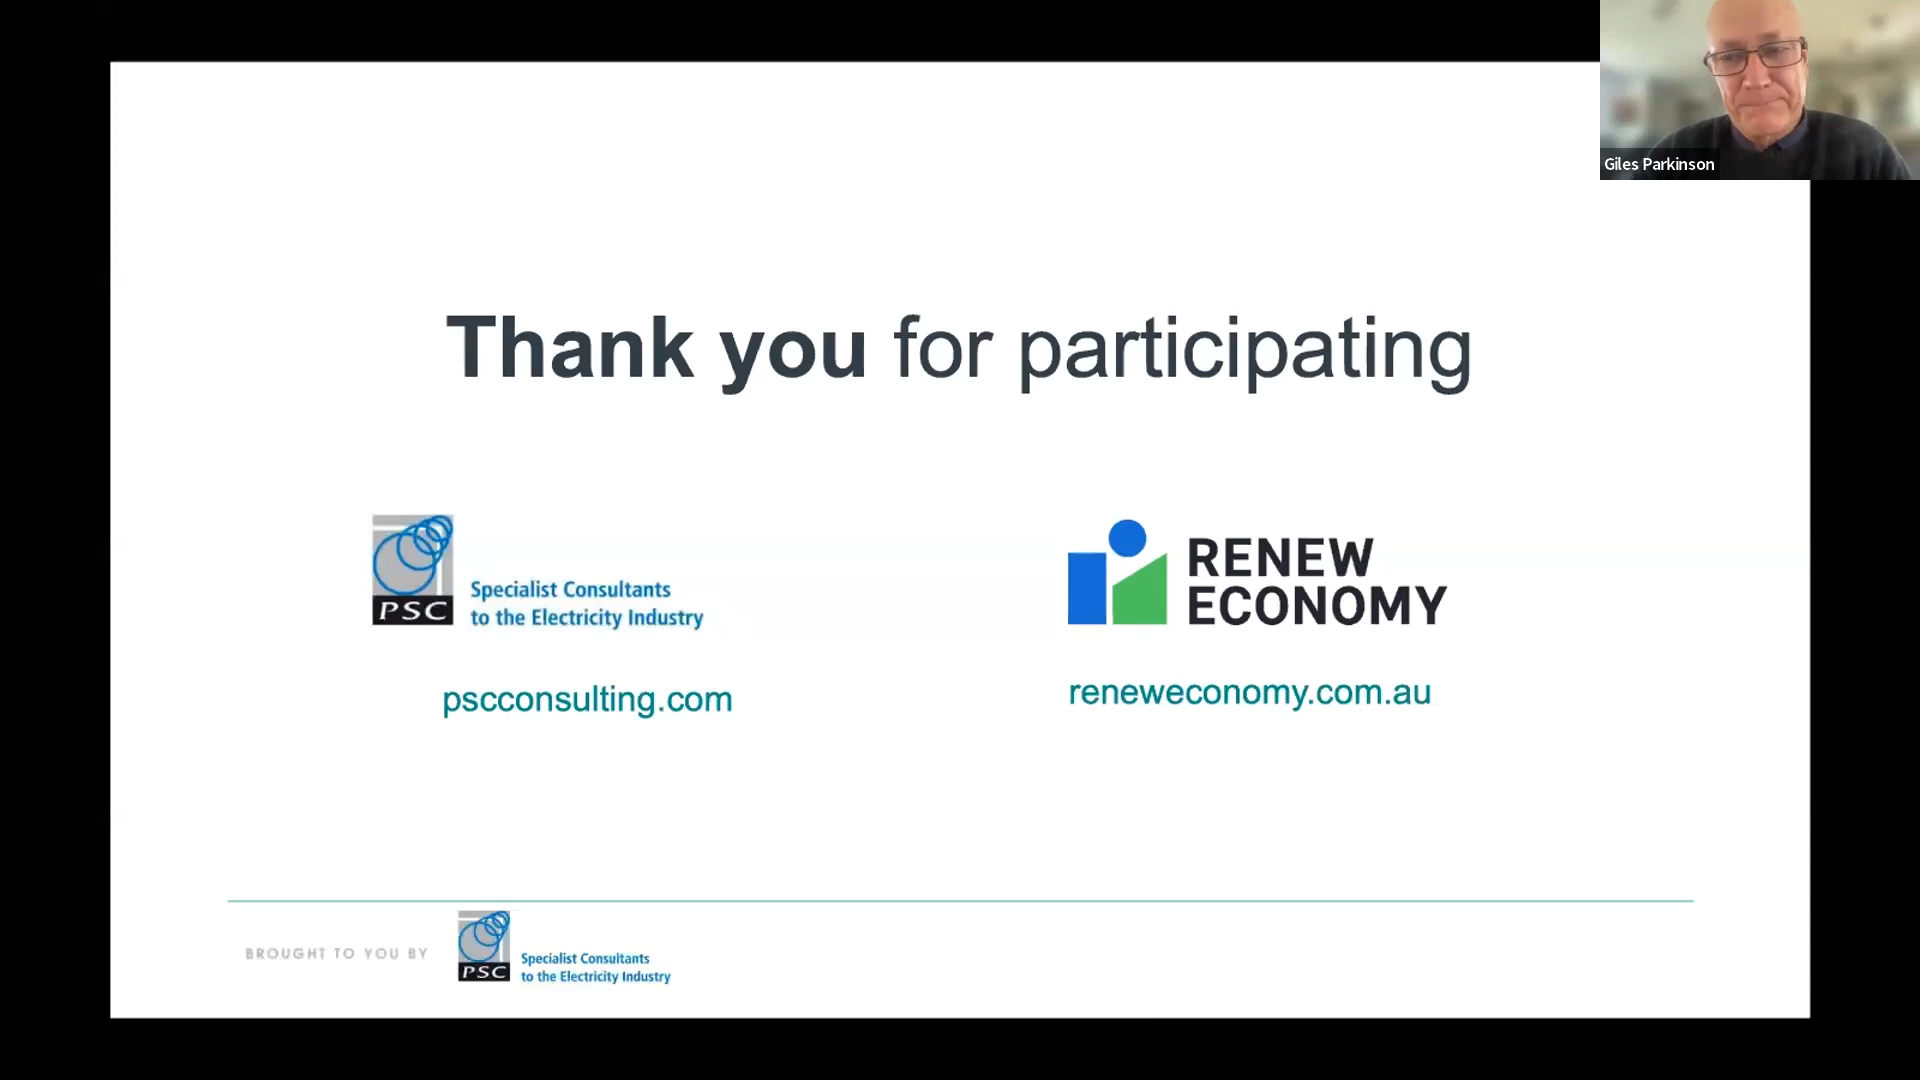 Giles Parkinson
Thank you for participating
PSC
Specialist Consultants
to the Electricity Industry
pscconsulting.com
RENEW
ECONOMY
reneweconomy.com.au
BROUGHT TO YOU BY
PSC
Specialist Consultants
to the Electricity Industry